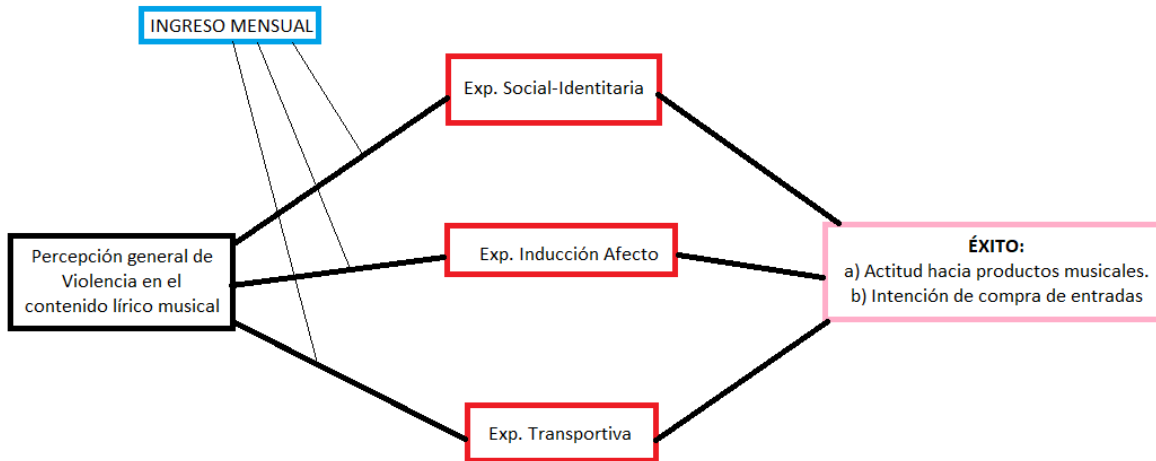 INGRESO MENSUAL
Exp. Social-Identitaria
Percepción general de
Violencia en el
contenido lírico musical
Exp. Inducción Afecto
ÉXITO:
a) Actitud hacia productos musicales.
b) Intención de compra de entradas
Exp. Transportiva